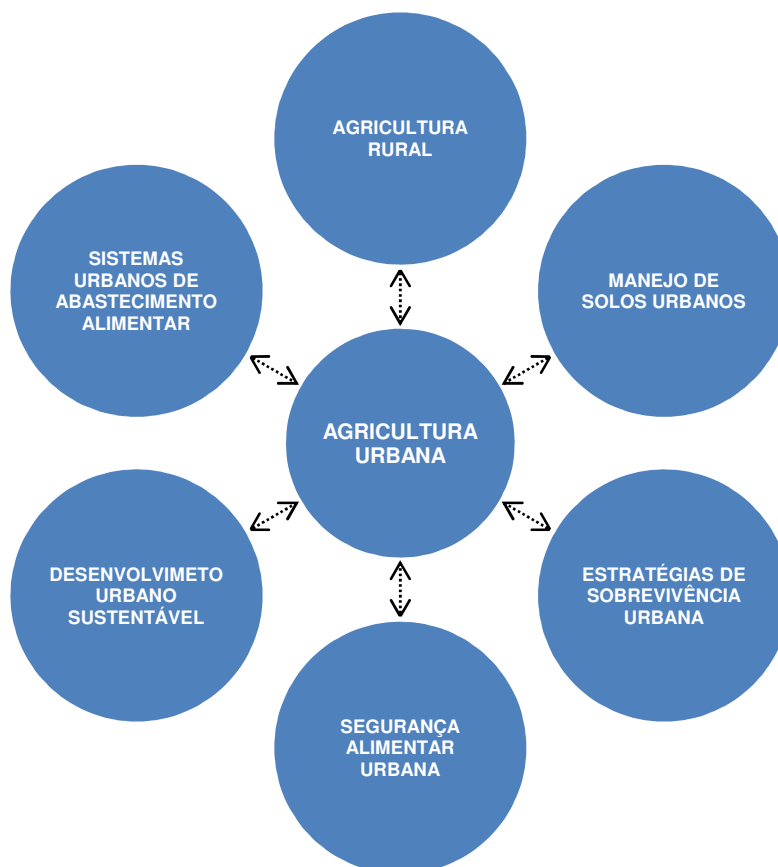 AGRICULTURA
RURAL
SISTEMAS
URBANOS DE
ABASTECIMENTO
ALIMENTAR
MANEJO DE
SOLOS URBANOS
AGRICULTURA
URBANA
DESENVOLVIMETO
URBANO
SUSTENTÁVEL
ESTRATÉGIAS DE
SOBREVIVÊNCIA
URBANA
SEGURANÇA
ALIMENTAR
URBANA